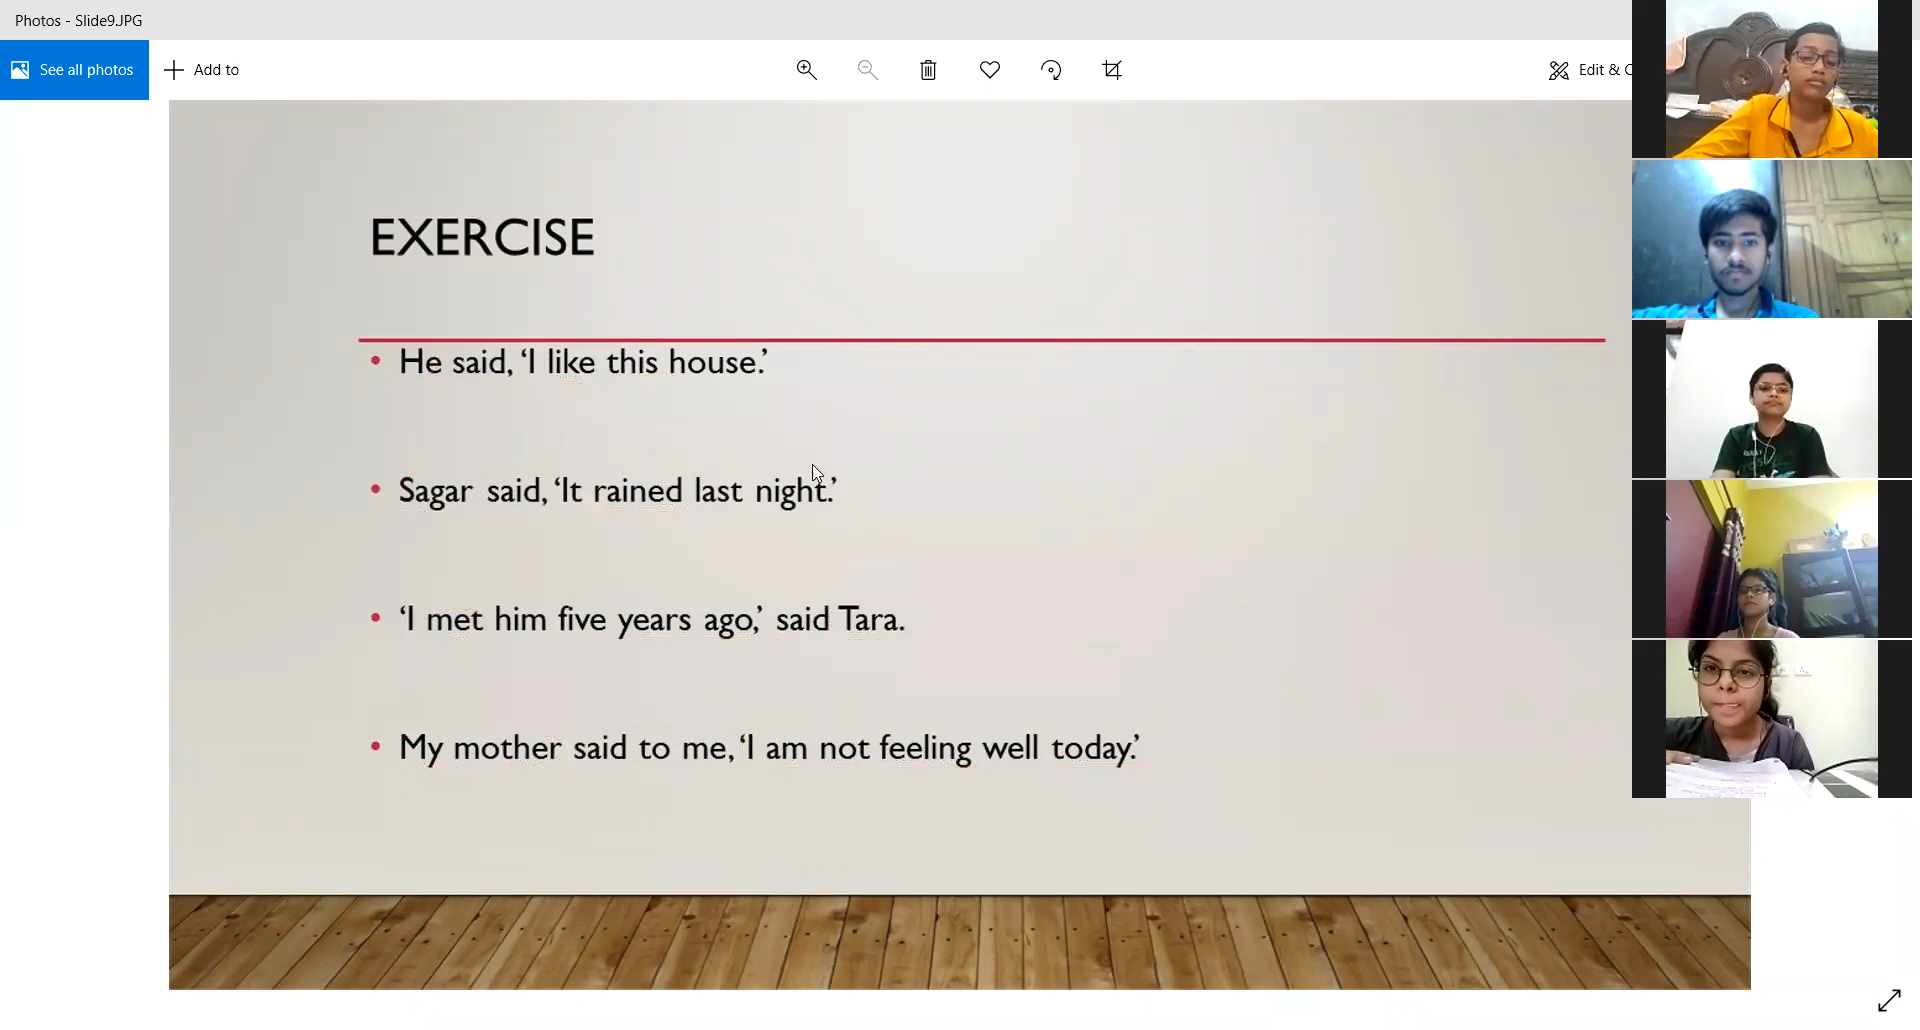 Photos - Slide9.JPG
See all photos
Add to
Edit & C
EXERCISE
• He said, ‘I like this house.’
• Sagar said, ‘It rained last night.’
• ‘I met him five years ago,’ said Tara.
• My mother said to me, ‘I am not feeling well today.’